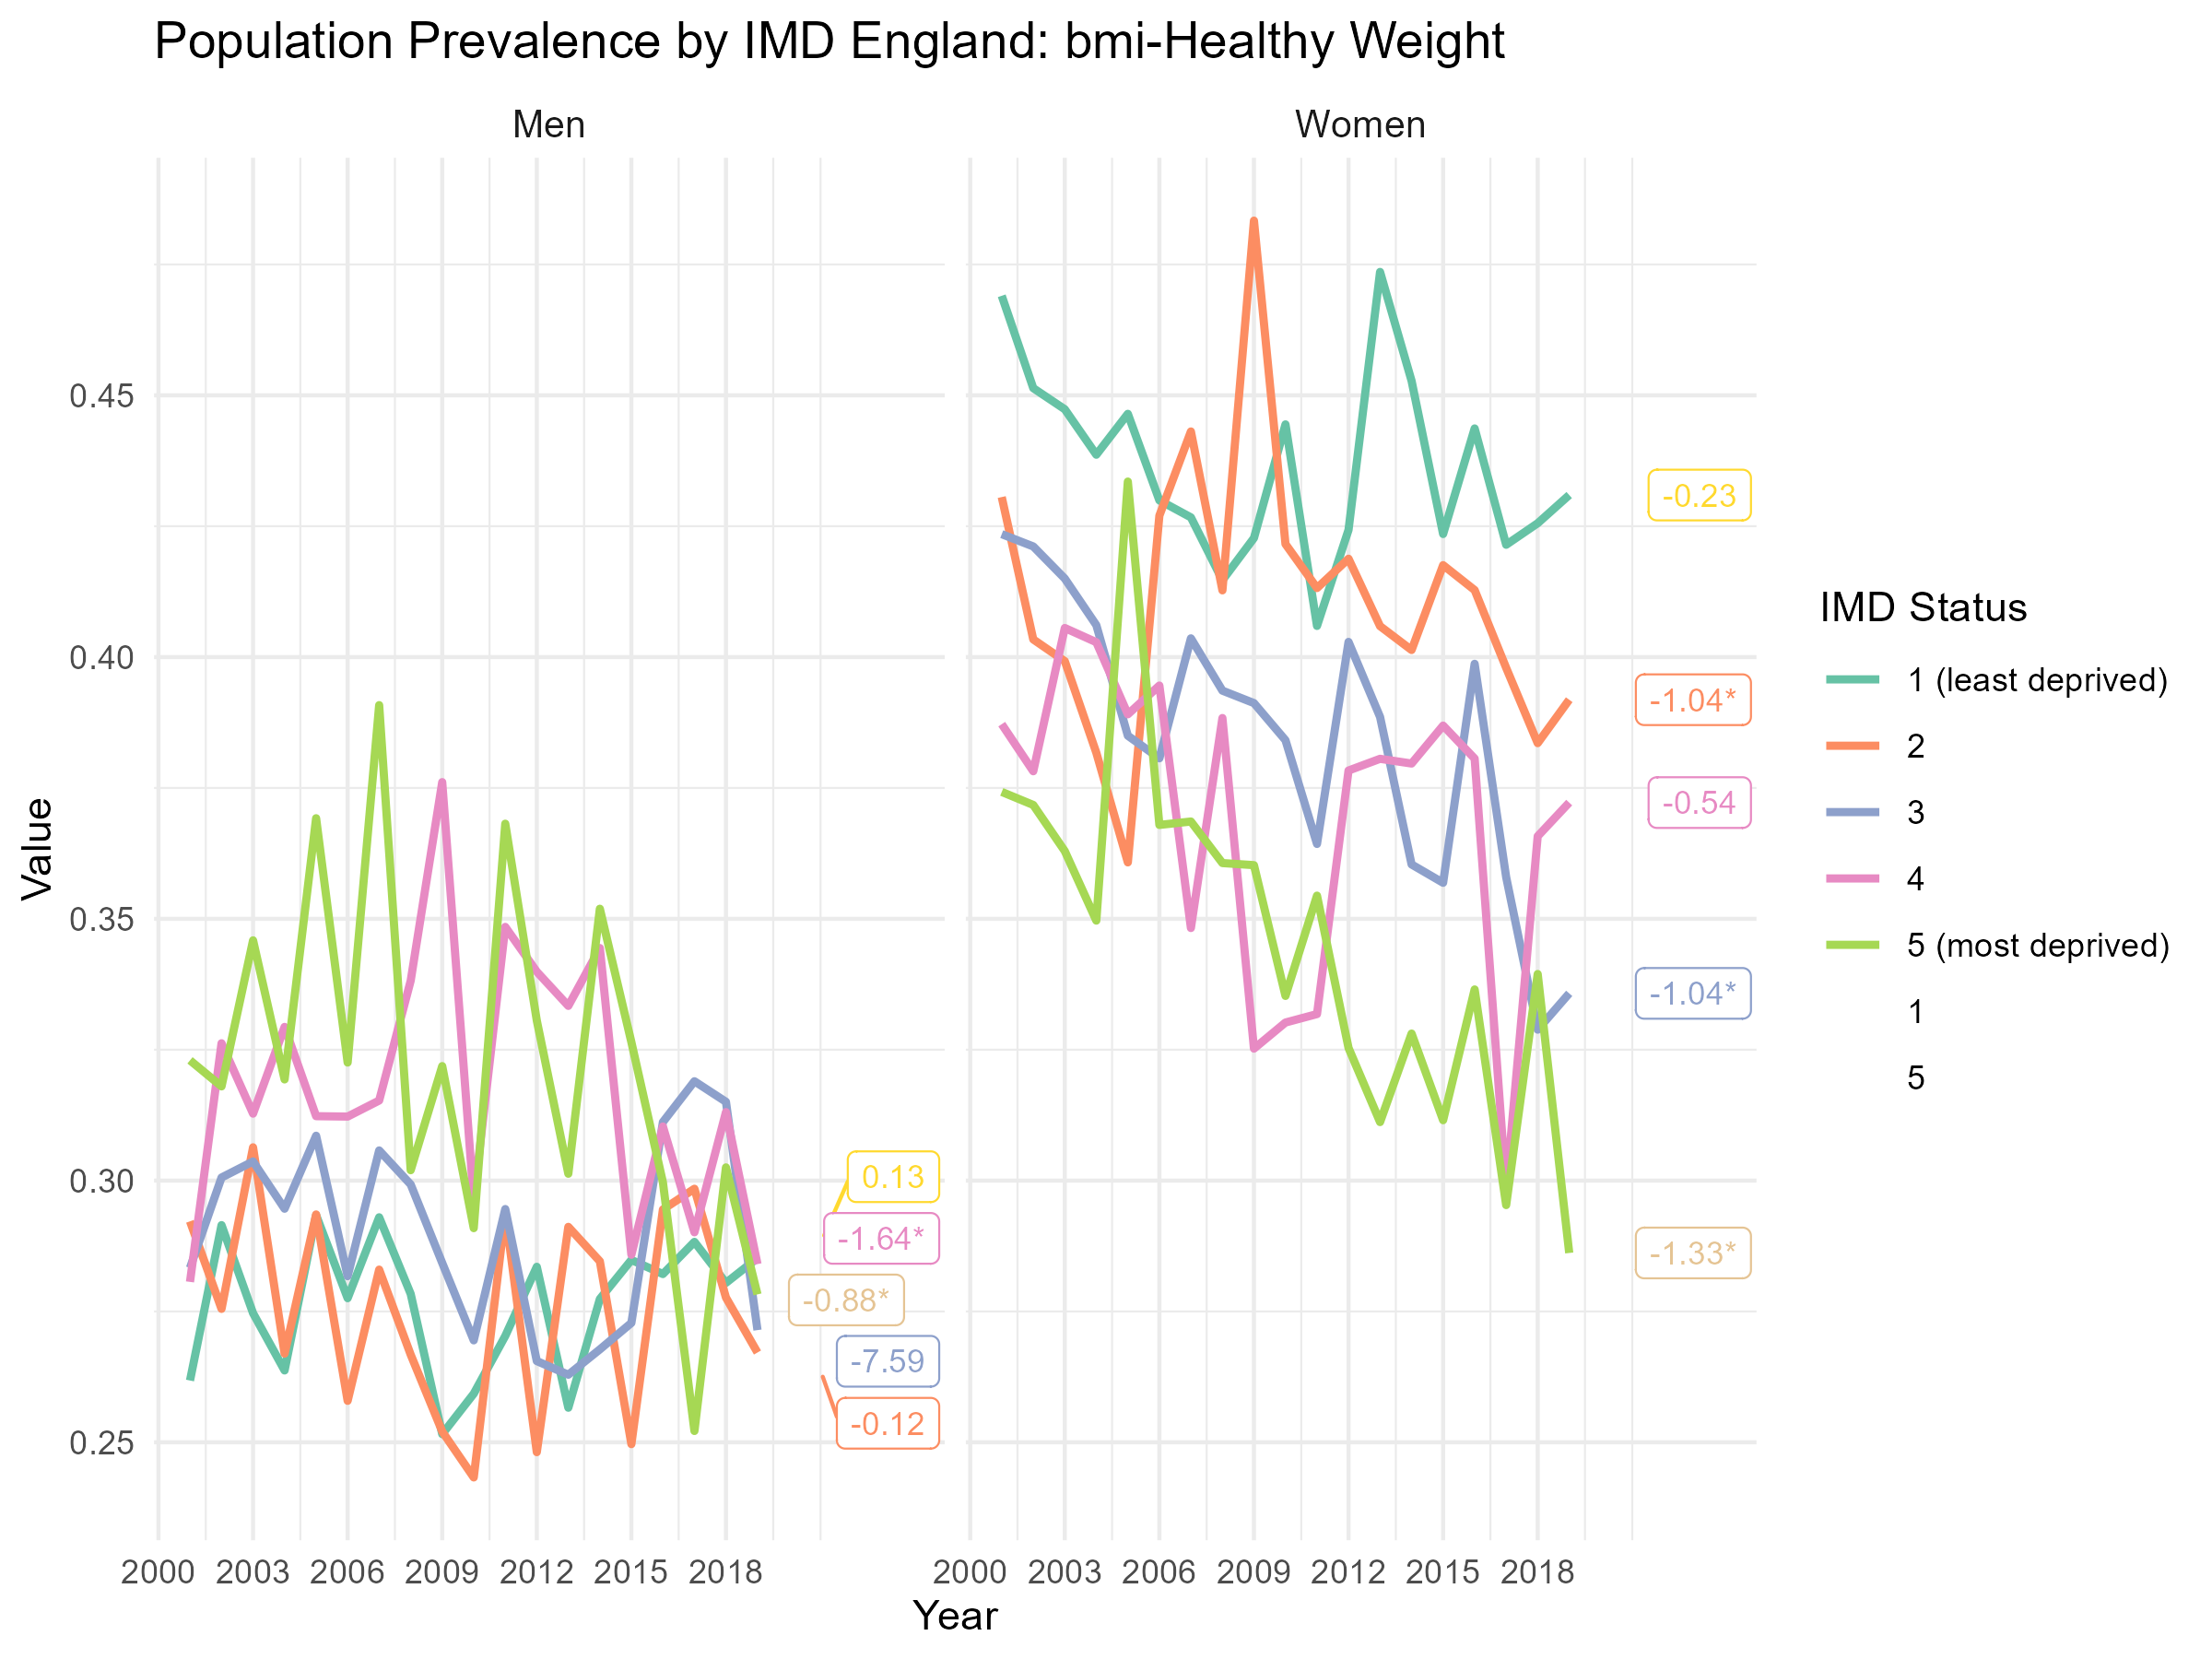 Population Prevalence by IMD England: bmi-Healthy Weight
Men
Women
Value
0.45
0.40
0.35
0.30
0.25
0.13
-1.64*
-0.88*
-7.59
-0.12
-0.23
-1.04*
-0.54
-1.04*
-1.33*
2000 2003 2006 2009 2012 2015 2018
2000 2003 2006 2009 2012 2015 2018
Year
IMD Status
1 (least deprived)
2
3
4
5 (most deprived)
1
5